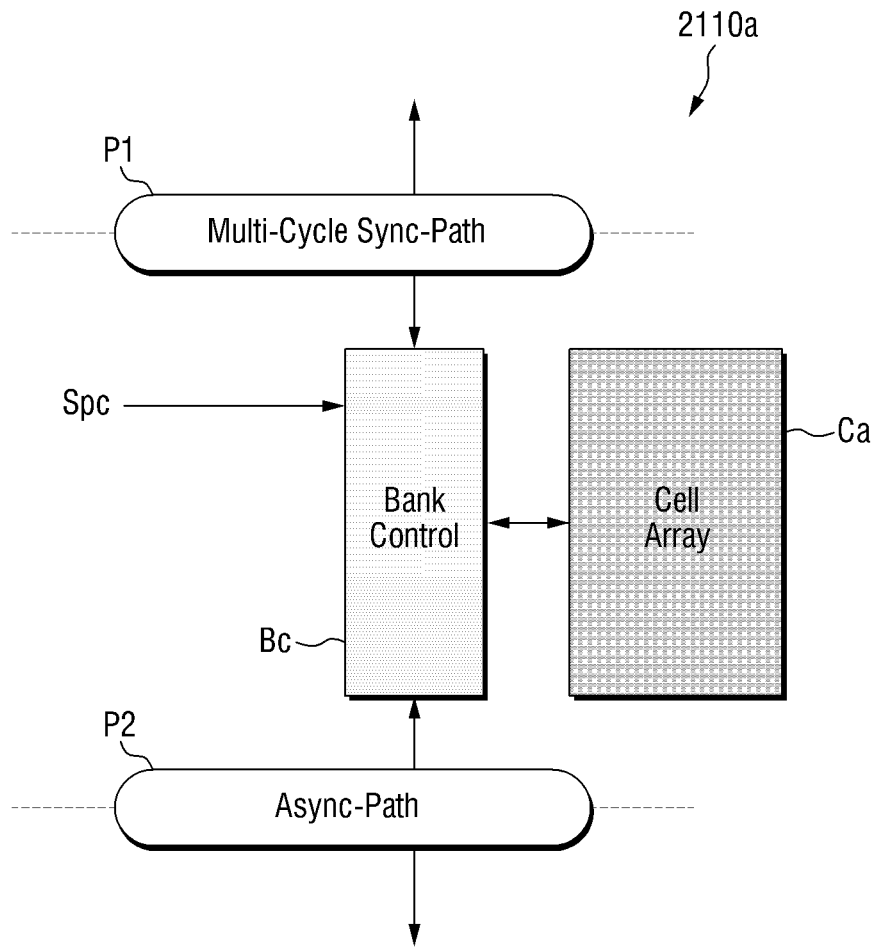 2110a
P1
Multi-Cycle Sync-Path
Spc
Ca
Bank
Control
Cell
Array
Bc
P2
Async-Path